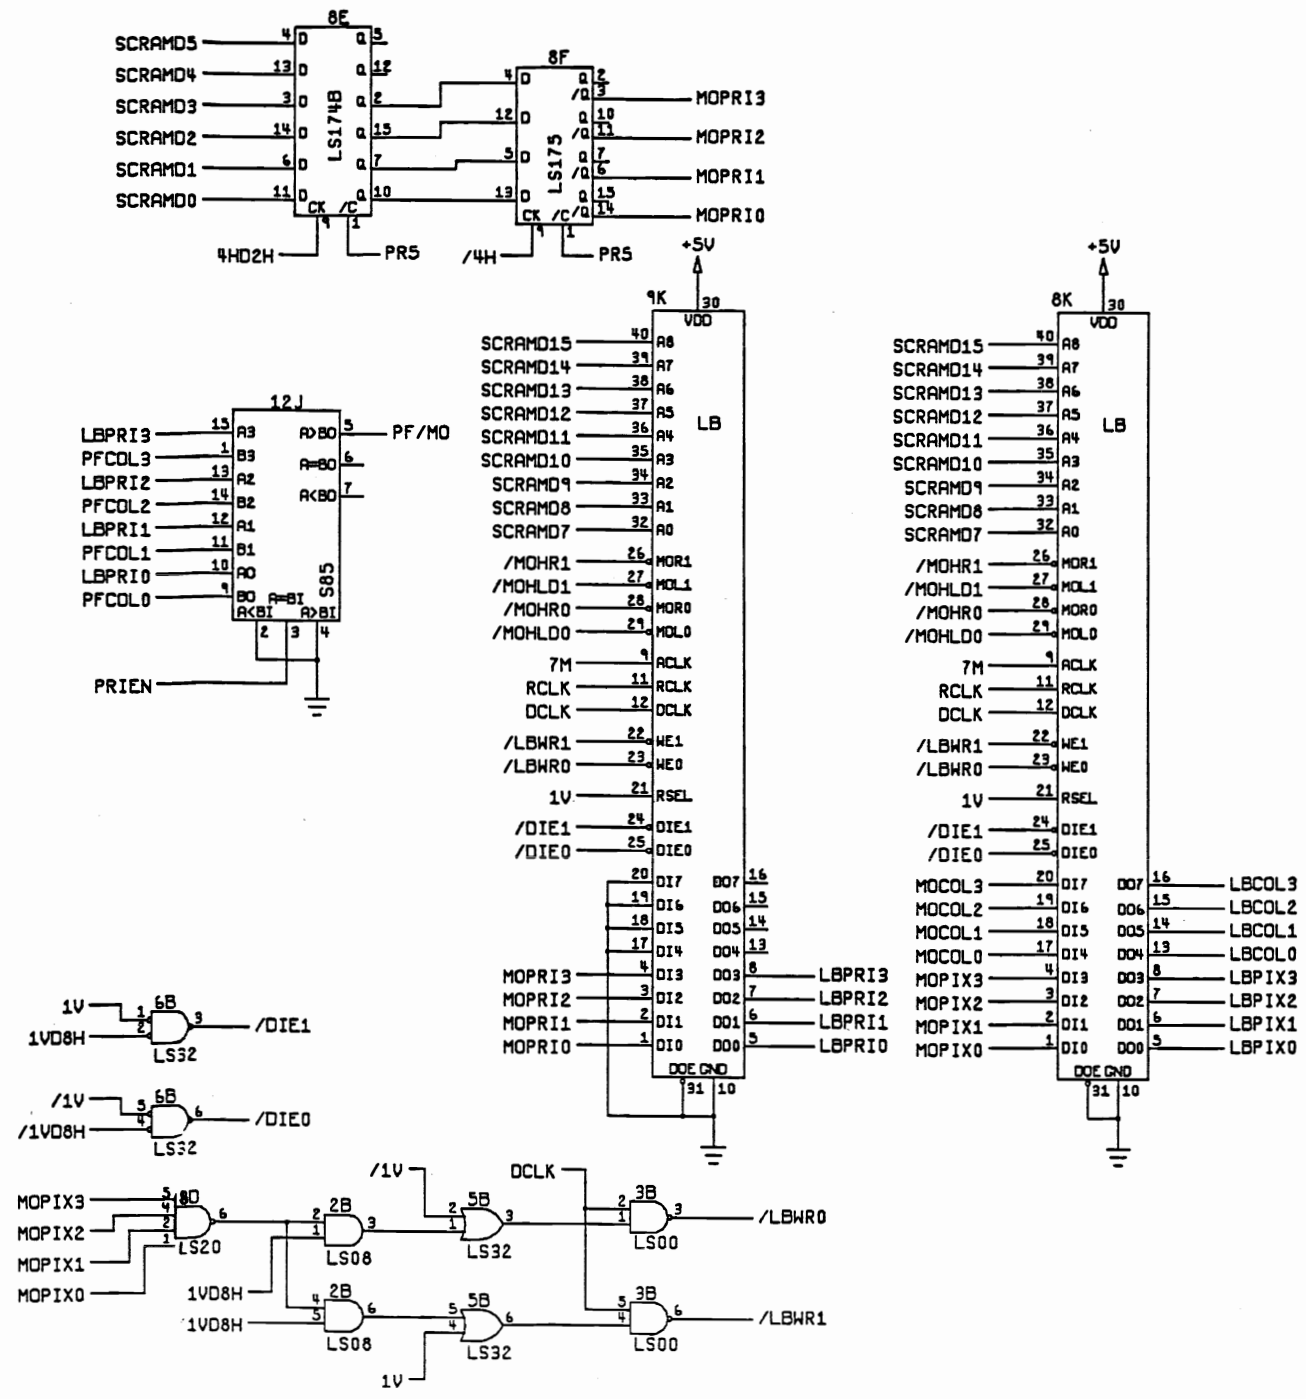 8E
SCRAMD5 4 D Q 5
SCRAMD4 13 D Q 12
SCRAMD3 3 D Q 2
SCRAMD2 14 D Q 15
SCRAMD1 6 D Q 7
SCRAMD0 11 D Q 10
LS174B
CK /C
9 1
4HD2H PR5
8F
4 D Q 2
/Q 3 MOPRI3
12 D Q 10
/Q 11 MOPRI2
5 D Q 7
/Q 6 MOPRI1
13 D Q 15
/Q 14 MOPRI0
LS175
CK /C
9 1
/4H PR5
12J
LBPRI3 15 A3 A>BO 5 PF/MO
PFCOL3 1 B3
LBPRI2 13 A2 A=BO 6
PFCOL2 14 B2 A<BO 7
LBPRI1 12 A1
PFCOL1 11 B1
LBPRI0 10 A0
PFCOL0 9 B0
S85
A=BI
A<BI A>BI
2 3 4
PRIEN
+5V
9K 30
VDD
LB
SCRAMD15 40 A8
SCRAMD14 39 A7
SCRAMD13 38 A6
SCRAMD12 37 A5
SCRAMD11 36 A4
SCRAMD10 35 A3
SCRAMD9 34 A2
SCRAMD8 33 A1
SCRAMD7 32 A0
/MOHR1 26 MOR1
/MOHLD1 27 MOL1
/MOHR0 28 MOR0
/MOHLD0 29 MOL0
7M 9 ACLK
RCLK 11 RCLK
DCLK 12 DCLK
/LBWR1 22 WE1
/LBWR0 23 WE0
1V 21 RSEL
/DIE1 24 DIE1
/DIE0 25 DIE0
20 DI7 DO7 16
19 DI6 DO6 15
18 DI5 DO5 14
17 DI4 DO4 13
MOPRI3 4 DI3 DO3 8 LBPRI3
MOPRI2 3 DI2 DO2 7 LBPRI2
MOPRI1 2 DI1 DO1 6 LBPRI1
MOPRI0 1 DI0 DO0 5 LBPRI0
DOE GND
31 10
+5V
8K 30
VDD
LB
SCRAMD15 40 A8
SCRAMD14 39 A7
SCRAMD13 38 A6
SCRAMD12 37 A5
SCRAMD11 36 A4
SCRAMD10 35 A3
SCRAMD9 34 A2
SCRAMD8 33 A1
SCRAMD7 32 A0
/MOHR1 26 MOR1
/MOHLD1 27 MOL1
/MOHR0 28 MOR0
/MOHLD0 29 MOL0
7M 9 ACLK
RCLK 11 RCLK
DCLK 12 DCLK
/LBWR1 22 WE1
/LBWR0 23 WE0
1V 21 RSEL
/DIE1 24 DIE1
/DIE0 25 DIE0
MOCOL3 20 DI7 DO7 16 LBCOL3
MOCOL2 19 DI6 DO6 15 LBCOL2
MOCOL1 18 DI5 DO5 14 LBCOL1
MOCOL0 17 DI4 DO4 13 LBCOL0
MOPIX3 4 DI3 DO3 8 LBPIX3
MOPIX2 3 DI2 DO2 7 LBPIX2
MOPIX1 2 DI1 DO1 6 LBPIX1
MOPIX0 1 DI0 DO0 5 LBPIX0
DOE GND
31 10
1V 1 6B 3 /DIE1
1VD8H 2
LS32
/1V 5 6B 6 /DIE0
/1VD8H 4
LS32
MOPIX3 5 8D
MOPIX2 4 6
MOPIX1 2
MOPIX0 1
LS20
2B
2 3
1
1VD8H LS08
2B
4 6
1VD8H 5
LS08
/1V 5B
2 3
1
LS32
5B
5 6
4
1V LS32
DCLK 3B
2 3 /LBWR0
1
LS00
3B
5 6 /LBWR1
4
LS00